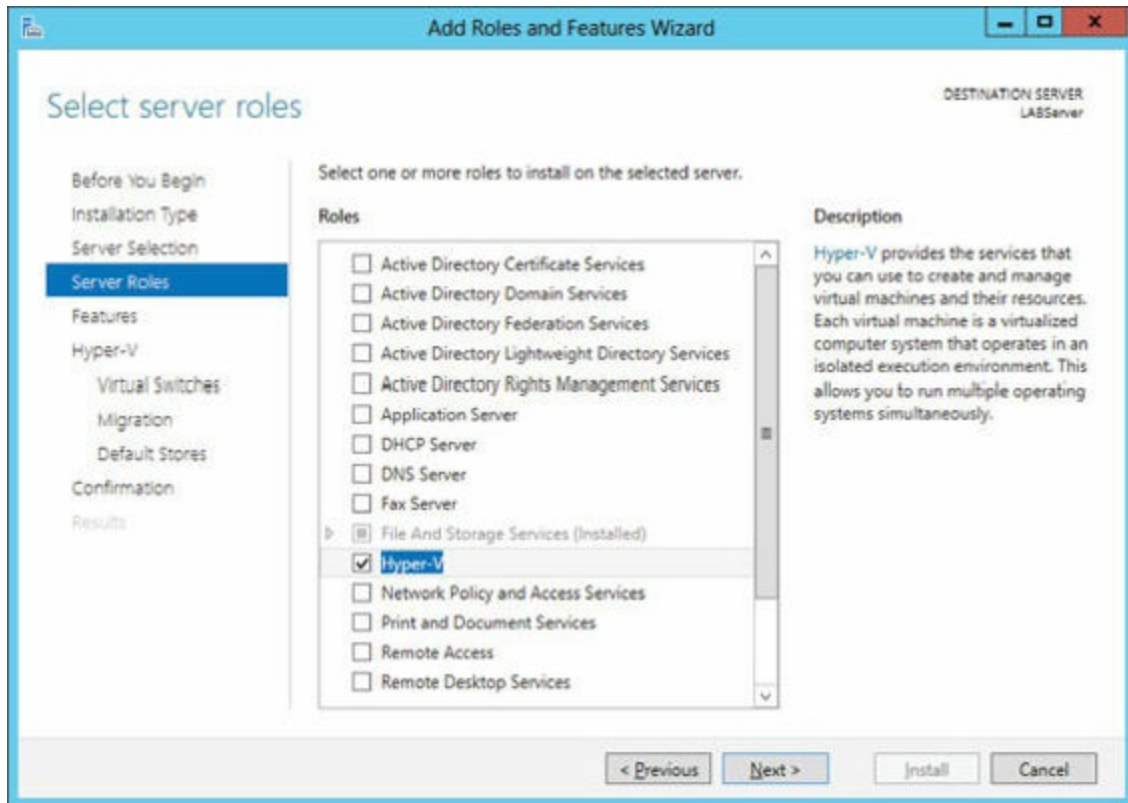 Add Roles and Features Wizard
Select server roles
DESTINATION SERVER
LABServer
Before You Begin
Installation Type
Server Selection
Server Roles
Features
Hyper-V
Virtual Switches
Migration
Default Stores
Confirmation
Results
Select one or more roles to install on the selected server.
Roles
Active Directory Certificate Services
Active Directory Domain Services
Active Directory Federation Services
Active Directory Lightweight Directory Services
Active Directory Rights Management Services
Application Server
DHCP Server
DNS Server
Fax Server
File And Storage Services (Installed)
Hyper-V
Network Policy and Access Services
Print and Document Services
Remote Access
Remote Desktop Services
Description
Hyper-V provides the services that
you can use to create and manage
virtual machines and their resources.
Each virtual machine is a virtualized
computer system that operates in an
isolated execution environment. This
allows you to run multiple operating
systems simultaneously.
< Previous
Next >
Install
Cancel